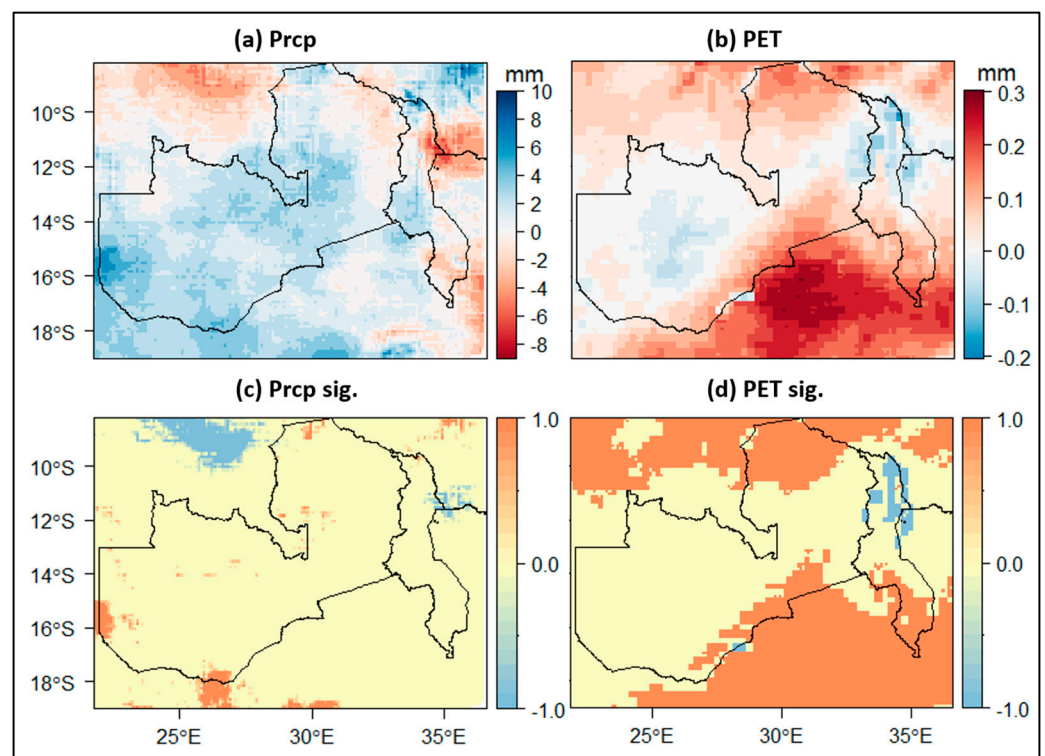 (a) Prcp
(b) PET
mm
mm
10°S
12°S
14°S
16°S
18°S
10
8
6
4
2
0
-2
-4
-6
-8
0.3
0.2
0.1
0.0
-0.1
-0.2
(c) Prcp sig.
(d) PET sig.
10°S
12°S
14°S
16°S
18°S
1.0
0.0
-1.0
1.0
0.0
-1.0
25°E
30°E
35°E
25°E
30°E
35°E